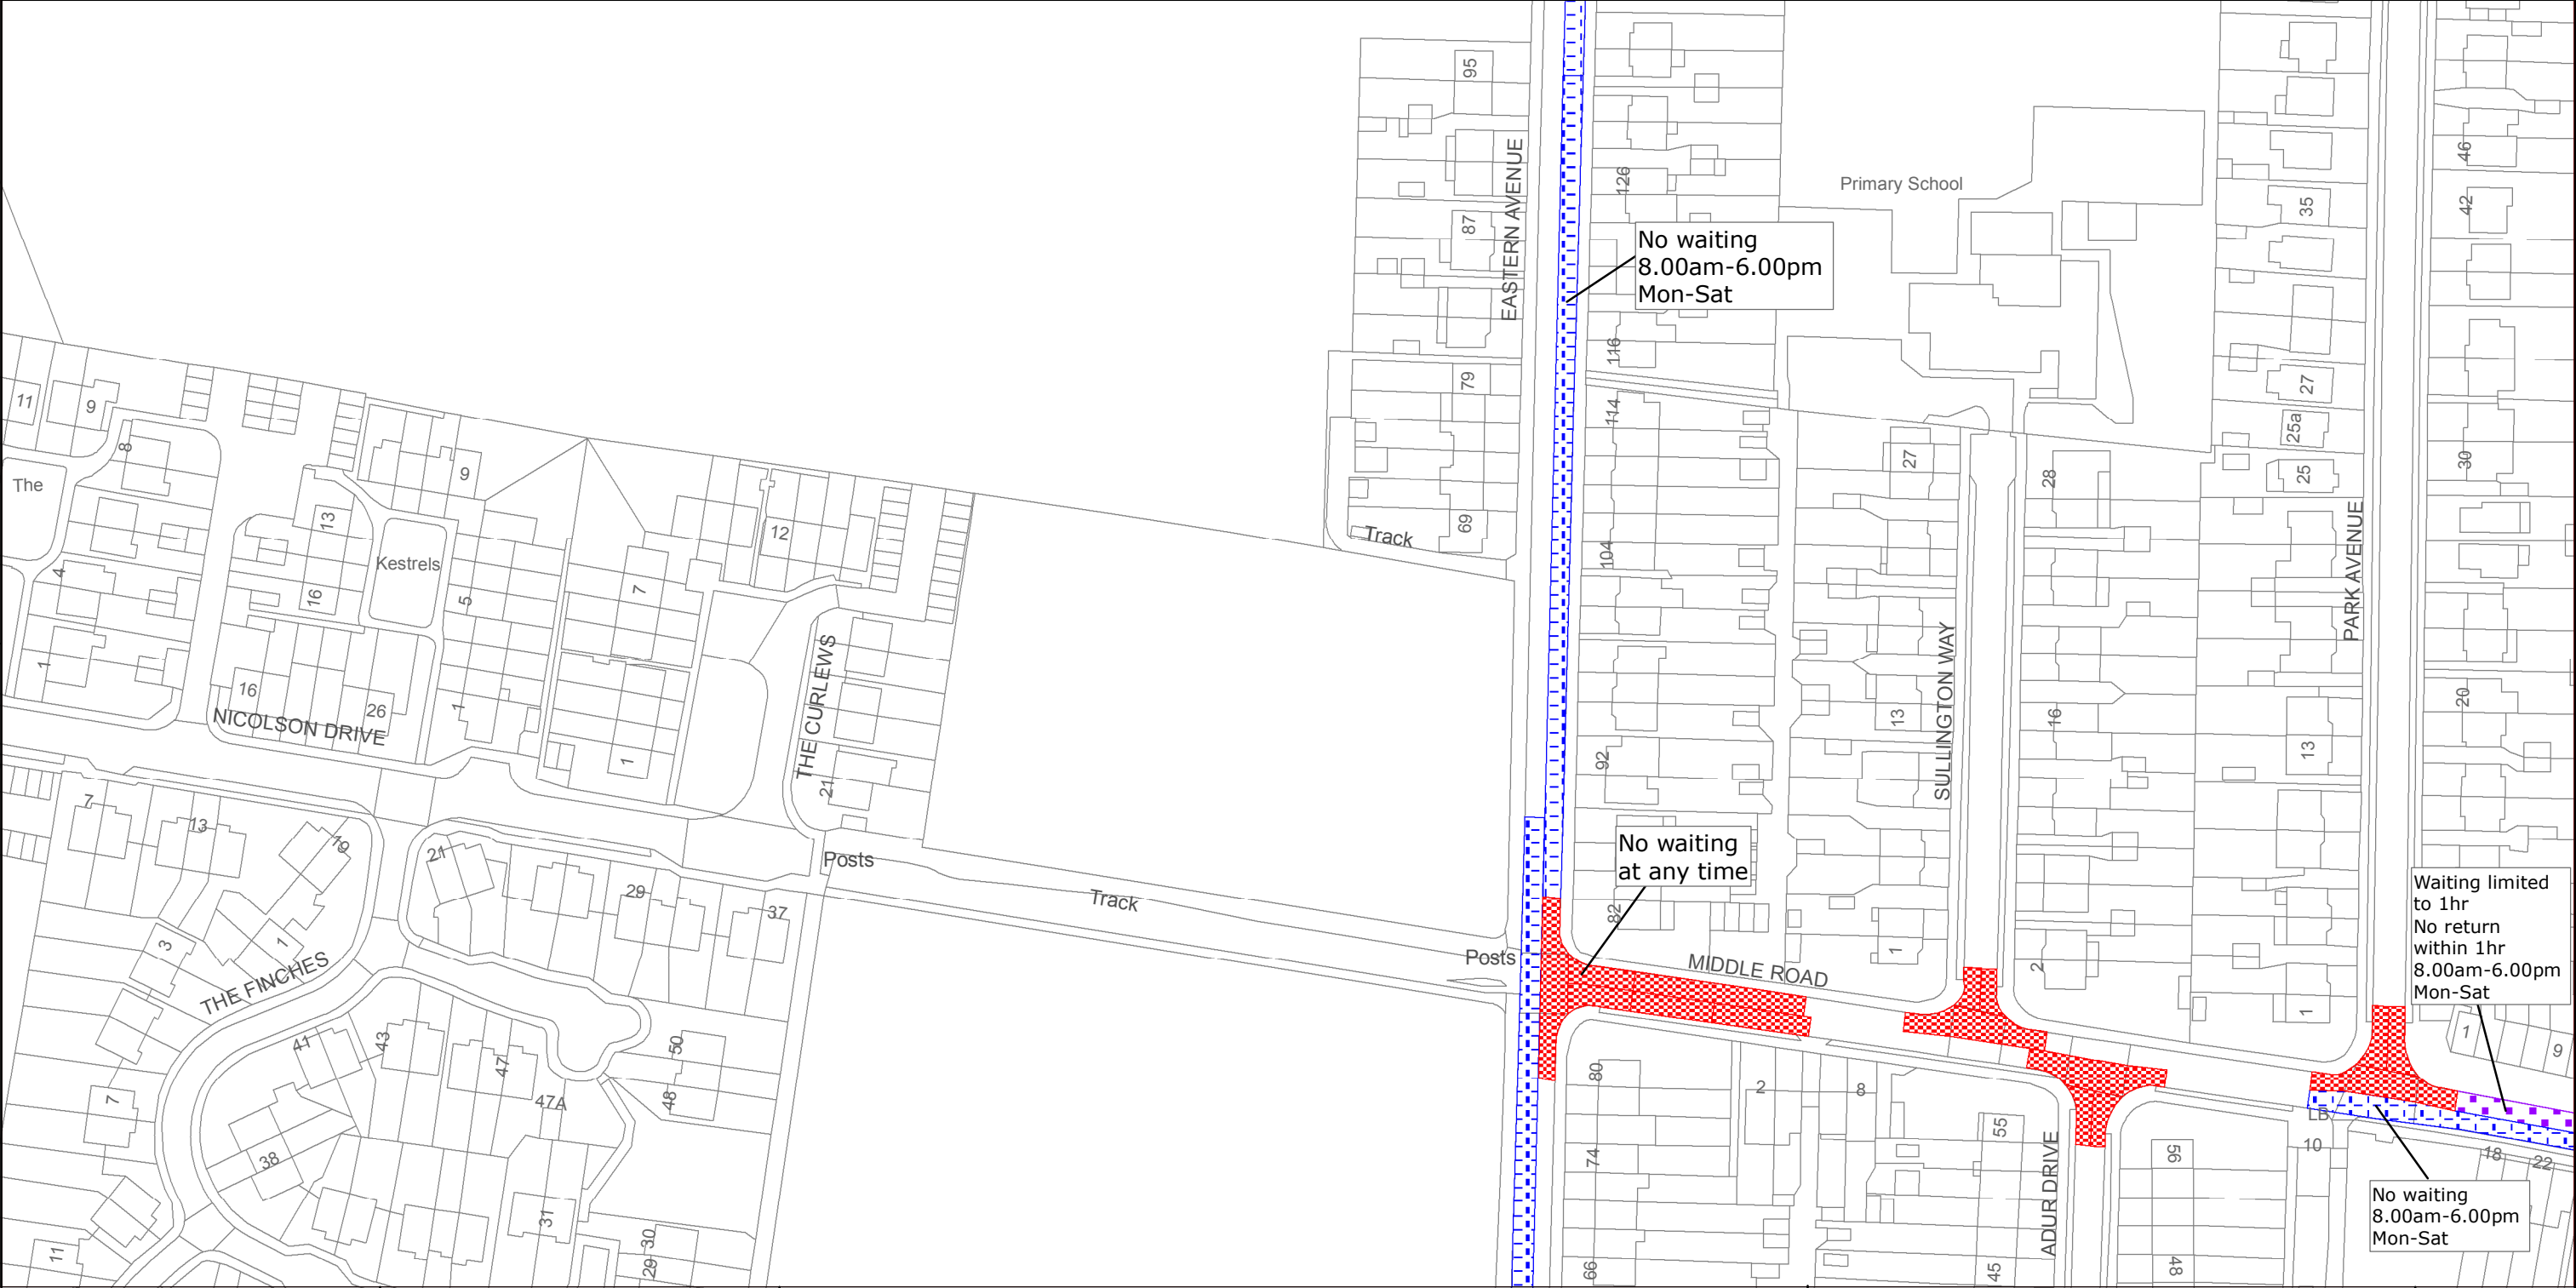 95
EASTERN AVENUE
126
Primary School
46
87
35
42
No waiting
8.00am-6.00pm
Mon-Sat
116
79
27
11
9
8
114
25a
9
27
28
30
25
The
13
12
Track
69
104
Kestrels
4
16
5
7
PARK AVENUE
1
16
26
1
THE CURLEWS
SULLINGTON WAY
13
16
20
NICOLSON DRIVE
1
21
92
13
7
13
19
21
Posts
No waiting
at any time
Waiting limited
to 1hr
No return
within 1hr
8.00am-6.00pm
Mon-Sat
29
37
Track
82
3
1
Posts
MIDDLE ROAD
1
2
1
1
9
THE FINCHES
41
43
47
50
80
2
8
7
47A
48
LB
10
55
38
74
ADUR DRIVE
56
18
22
No waiting
8.00am-6.00pm
Mon-Sat
11
31
30
29
66
45
48